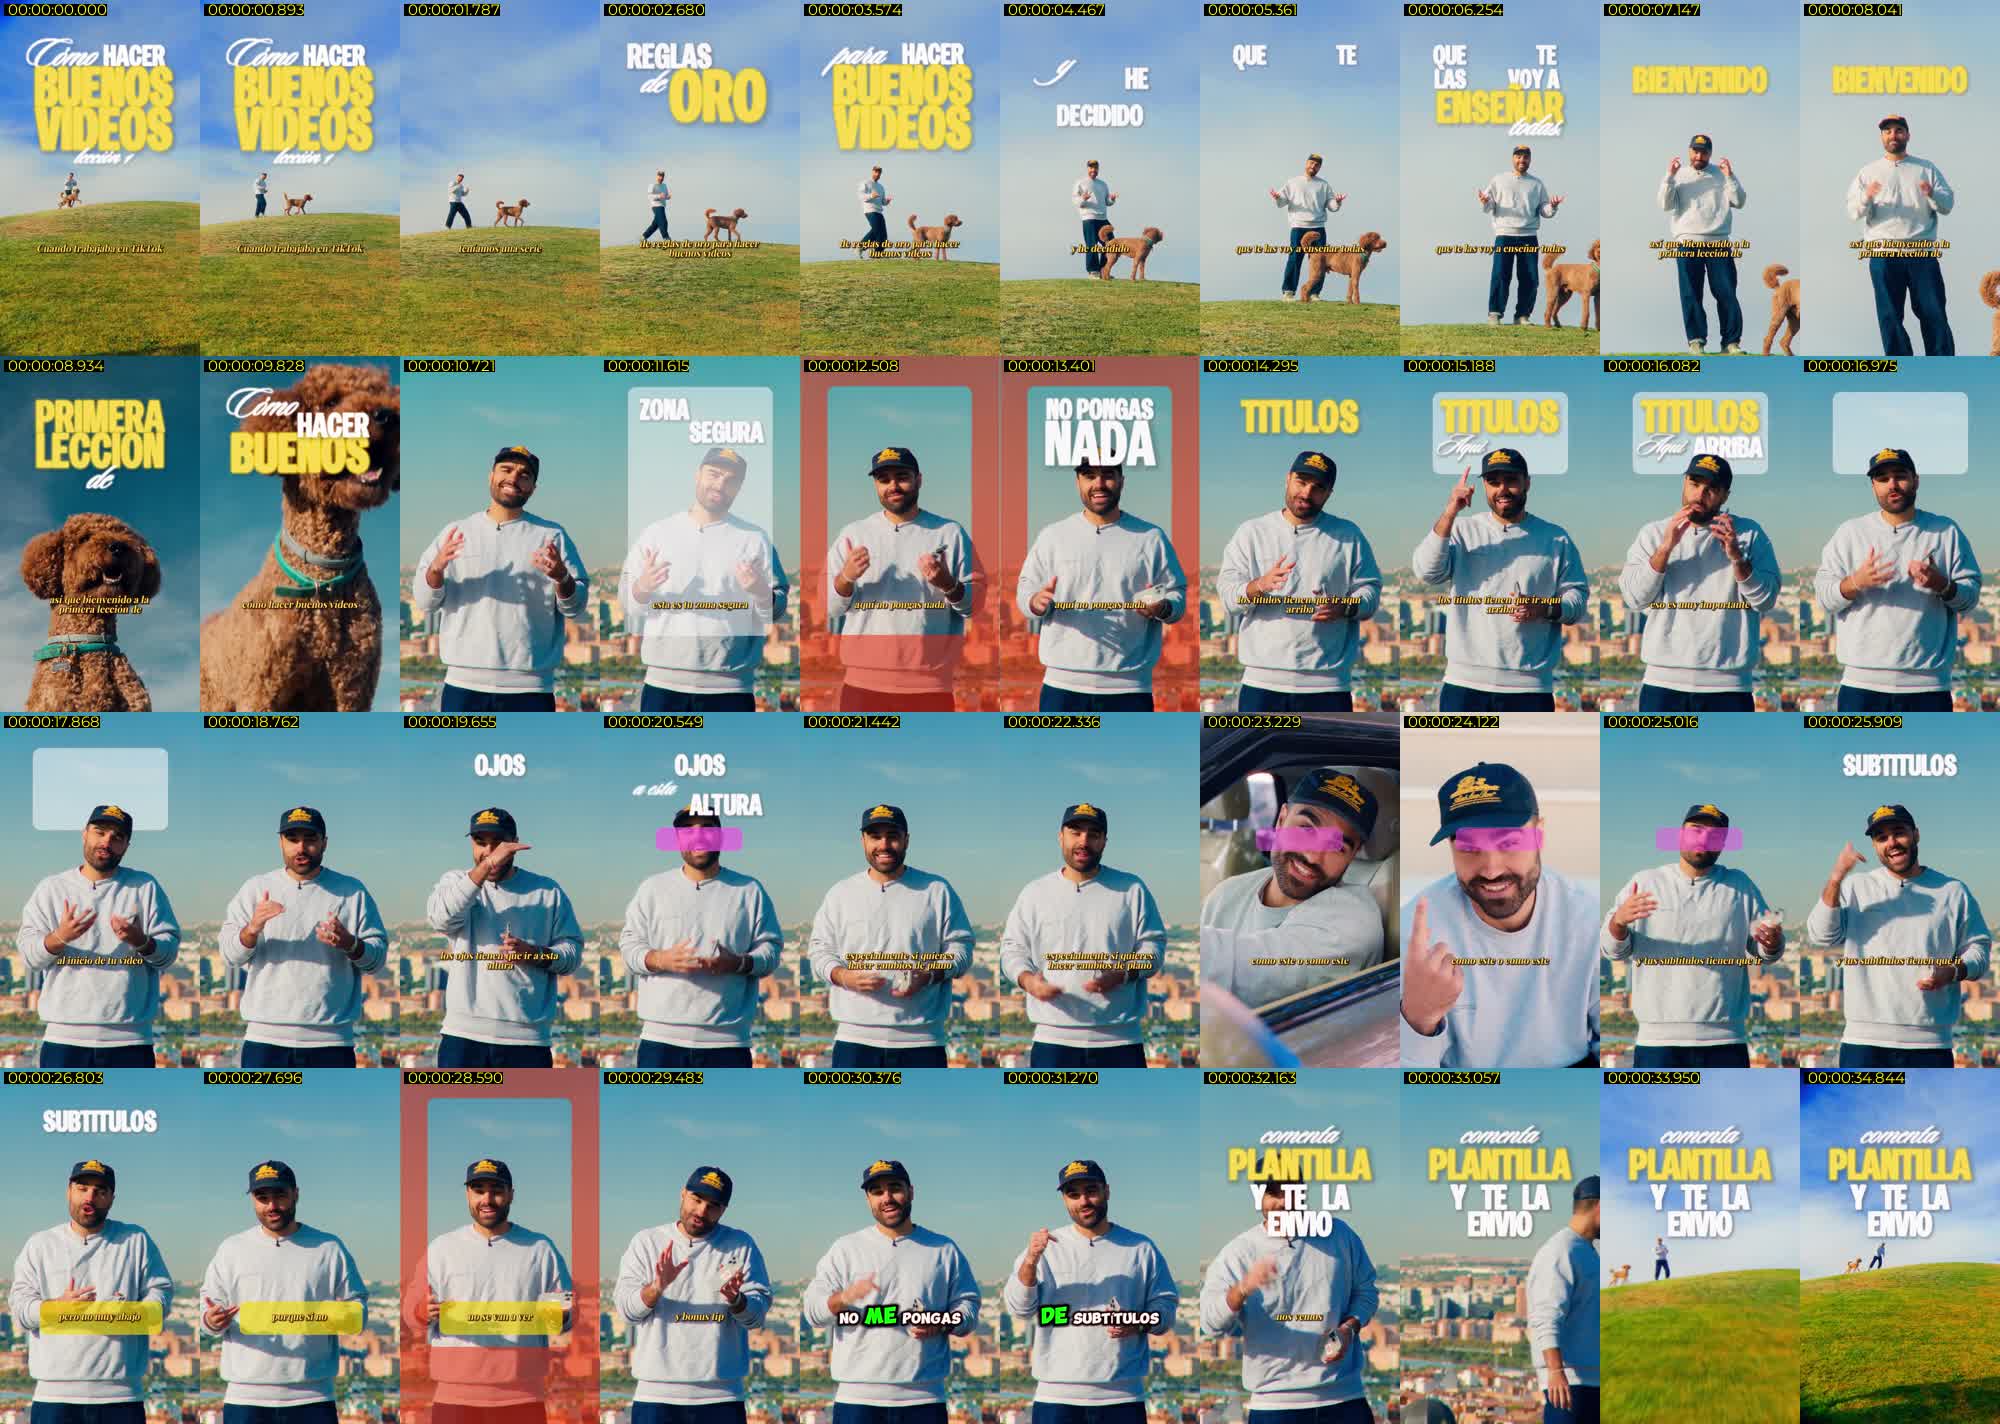 00:00:00.000
Cómo HACER
BUENOS
VIDEOS
lección 1
Cuando trabajaba en TikTok
00:00:00.893
Cómo HACER
BUENOS
VIDEOS
lección 1
Cuando trabajaba en TikTok
00:00:01.787
teníamos una serie
00:00:02.680
REGLAS
de ORO
de reglas de oro para hacer
buenos vídeos
00:00:03.574
para HACER
BUENOS
VIDEOS
de reglas de oro para hacer
buenos vídeos
00:00:04.467
y HE
DECIDIDO
y he decidido
00:00:05.361
QUE TE
que te las voy a enseñar todas
00:00:06.254
QUE TE
LAS VOY A
ENSEÑAR
todas.
que te las voy a enseñar todas
00:00:07.147
BIENVENIDO
así que bienvenido a la
primera lección de
00:00:08.041
BIENVENIDO
así que bienvenido a la
primera lección de
00:00:08.934
PRIMERA
LECCION
de
así que bienvenido a la
primera lección de
00:00:09.828
Cómo
HACER
BUENOS
cómo hacer buenos vídeos
00:00:10.721
00:00:11.615
ZONA
SEGURA
esta es tu zona segura
00:00:12.508
aquí no pongas nada
00:00:13.401
NO PONGAS
NADA
aquí no pongas nada
00:00:14.295
TITULOS
los títulos tienen que ir aquí
arriba
00:00:15.188
TITULOS
Aquí
los títulos tienen que ir aquí
arriba
00:00:16.082
TITULOS
Aquí ARRIBA
eso es muy importante
00:00:16.975
00:00:17.868
al inicio de tu vídeo
00:00:18.762
00:00:19.655
OJOS
los ojos tienen que ir a esta
altura
00:00:20.549
OJOS
a esta
ALTURA
00:00:21.442
especialmente si quieres
hacer cambios de plano
00:00:22.336
especialmente si quieres
hacer cambios de plano
00:00:23.229
como este o como este
00:00:24.122
como este o como este
00:00:25.016
y tus subtítulos tienen que ir
00:00:25.909
SUBTITULOS
y tus subtítulos tienen que ir
00:00:26.803
SUBTITULOS
pero no muy abajo
00:00:27.696
porque si no
00:00:28.590
no se van a ver
00:00:29.483
y bonus tip
00:00:30.376
NO ME PONGAS
00:00:31.270
DE SUBTÍTULOS
00:00:32.163
comenta
PLANTILLA
Y TE LA
ENVIO
nos vemos
00:00:33.057
comenta
PLANTILLA
Y TE LA
ENVIO
00:00:33.950
comenta
PLANTILLA
Y TE LA
ENVIO
00:00:34.844
comenta
PLANTILLA
Y TE LA
ENVIO